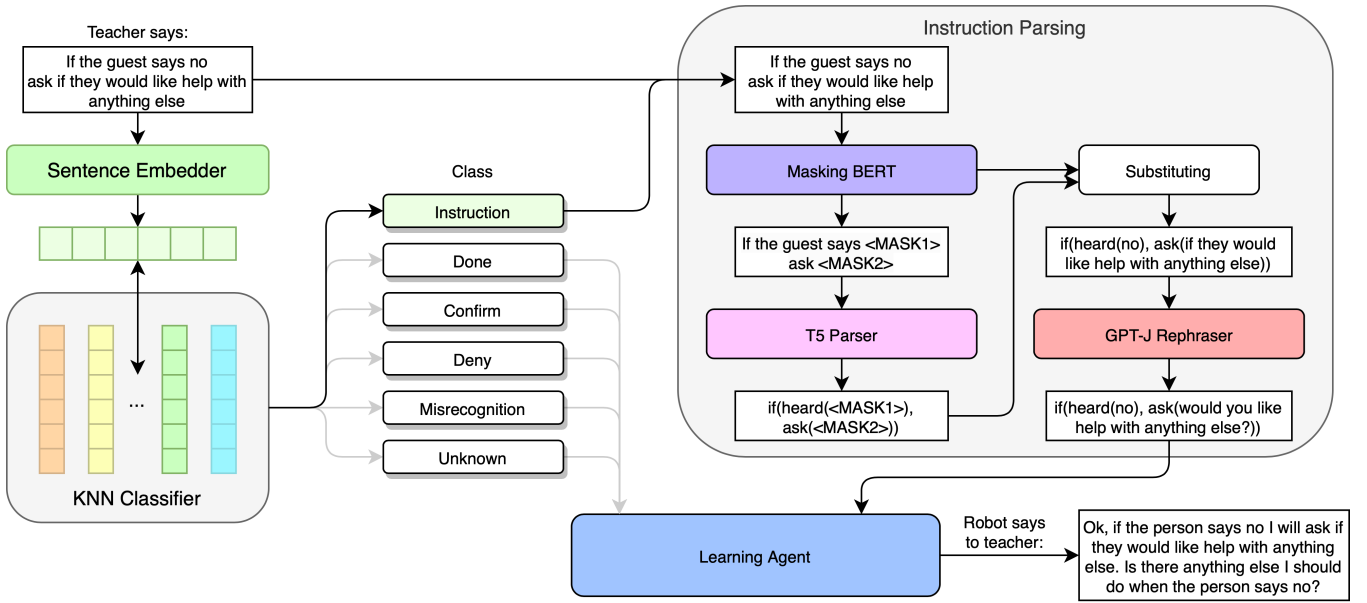 Teacher says:
If the guest says no
ask if they would like help with
anything else
Sentence Embedder
...
KNN Classifier
Class
Instruction
Done
Confirm
Deny
Misrecognition
Unknown
Instruction Parsing
If the guest says no
ask if they would like help
with anything else
Masking BERT
If the guest says <MASK1>
ask <MASK2>
T5 Parser
if(heard(<MASK1>),
ask(<MASK2>))
Substituting
if(heard(no), ask(if they would
like help with anything else))
GPT-J Rephraser
if(heard(no), ask(would you like
help with anything else?))
Learning Agent
Robot says
to teacher:
Ok, if the person says no I will ask if
they would like help with anything
else. Is there anything else I should
do when the person says no?